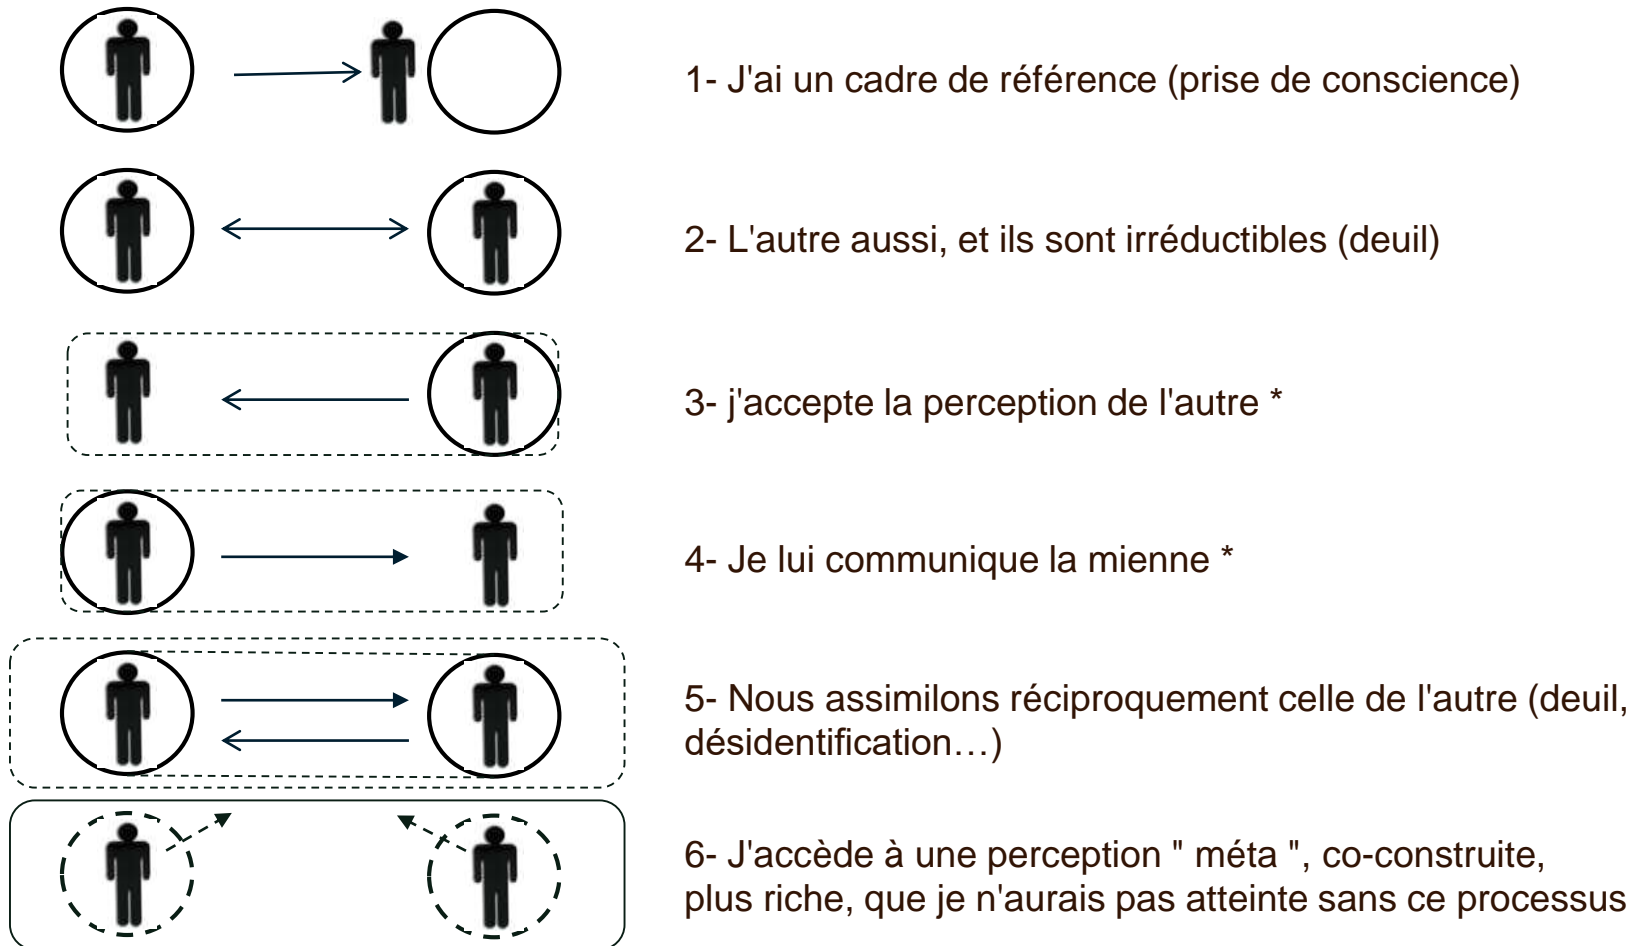 1- J'ai un cadre de référence (prise de conscience)
2- L'autre aussi, et ils sont irréductibles (deuil)
3- j'accepte la perception de l'autre *
4- Je lui communique la mienne *
5- Nous assimilons réciproquement celle de l'autre (deuil,
désidentification…)
6- J'accède à une perception " méta ", co-construite,
plus riche, que je n'aurais pas atteinte sans ce processus